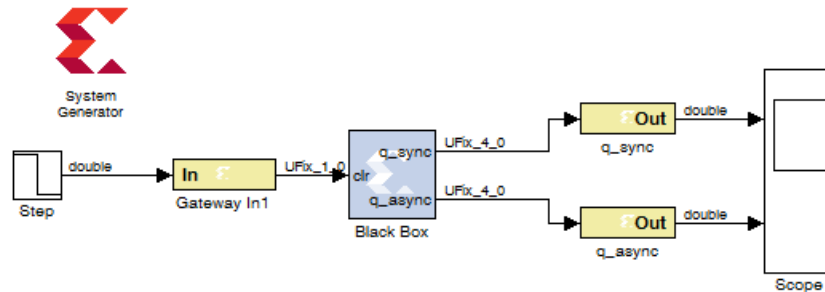 System
Generator
double
Step
In
Gateway In1
UFix_1_0
clr
q_sync
q_async
Black Box
UFix_4_0
UFix_4_0
Out
q_sync
double
Out
q_async
double
Scope